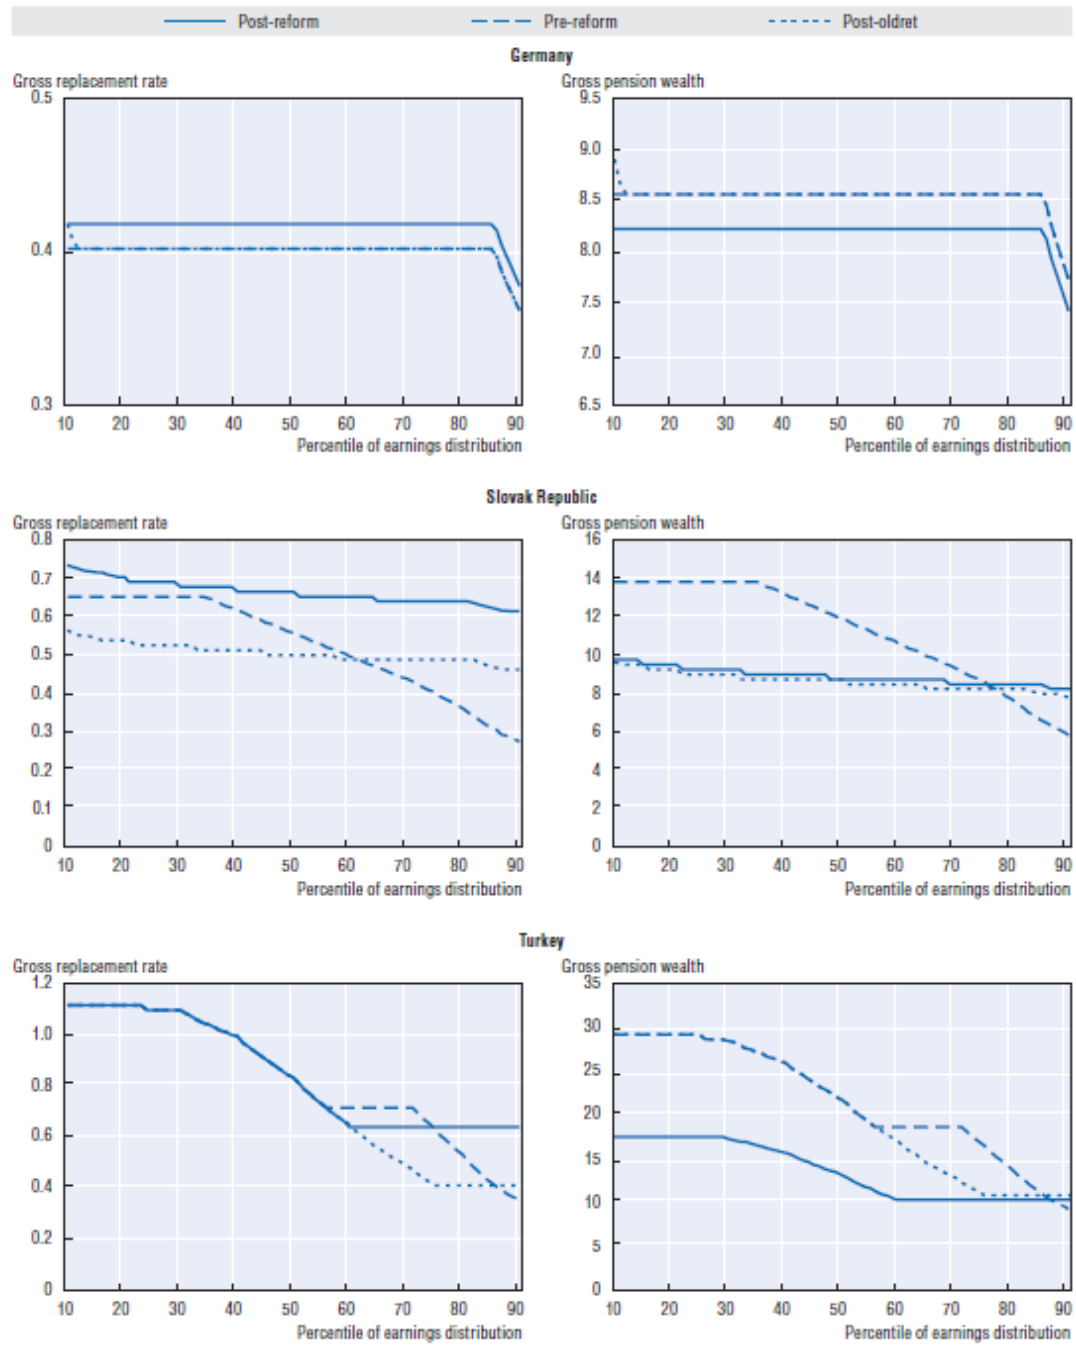 Post-reform Pre-reform Post-oldret
Germany
Gross replacement rate
0.5
0.4
0.3
10 20 30 40 50 60 70 80 90
Percentile of earnings distribution
Gross pension wealth
9.5
9.0
8.5
8.0
7.5
7.0
6.5
10 20 30 40 50 60 70 80 90
Percentile of earnings distribution
Slovak Republic
Gross replacement rate
0.8
0.7
0.6
0.5
0.4
0.3
0.2
0.1
0
10 20 30 40 50 60 70 80 90
Percentile of earnings distribution
Gross pension wealth
16
14
12
10
8
6
4
2
0
10 20 30 40 50 60 70 80 90
Percentile of earnings distribution
Turkey
Gross replacement rate
1.2
1.0
0.8
0.6
0.4
0.2
0
10 20 30 40 50 60 70 80 90
Percentile of earnings distribution
Gross pension wealth
35
30
25
20
15
10
5
0
10 20 30 40 50 60 70 80 90
Percentile of earnings distribution